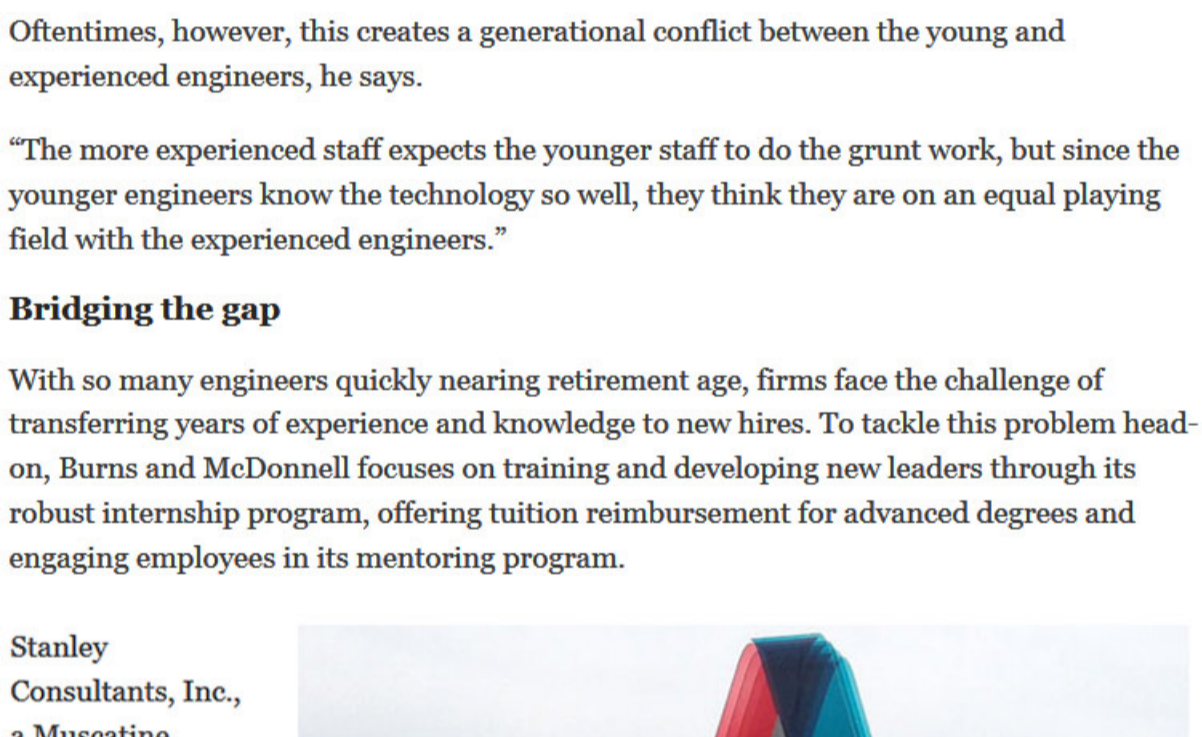 Oftentimes, however, this creates a generational conflict between the young and
experienced engineers, he says.
“The more experienced staff expects the younger staff to do the grunt work, but since the
younger engineers know the technology so well, they think they are on an equal playing
field with the experienced engineers.”
Bridging the gap
With so many engineers quickly nearing retirement age, firms face the challenge of
transferring years of experience and knowledge to new hires. To tackle this problem head-
on, Burns and McDonnell focuses on training and developing new leaders through its
robust internship program, offering tuition reimbursement for advanced degrees and
engaging employees in its mentoring program.
Stanley
Consultants, Inc.,
a Muscatine